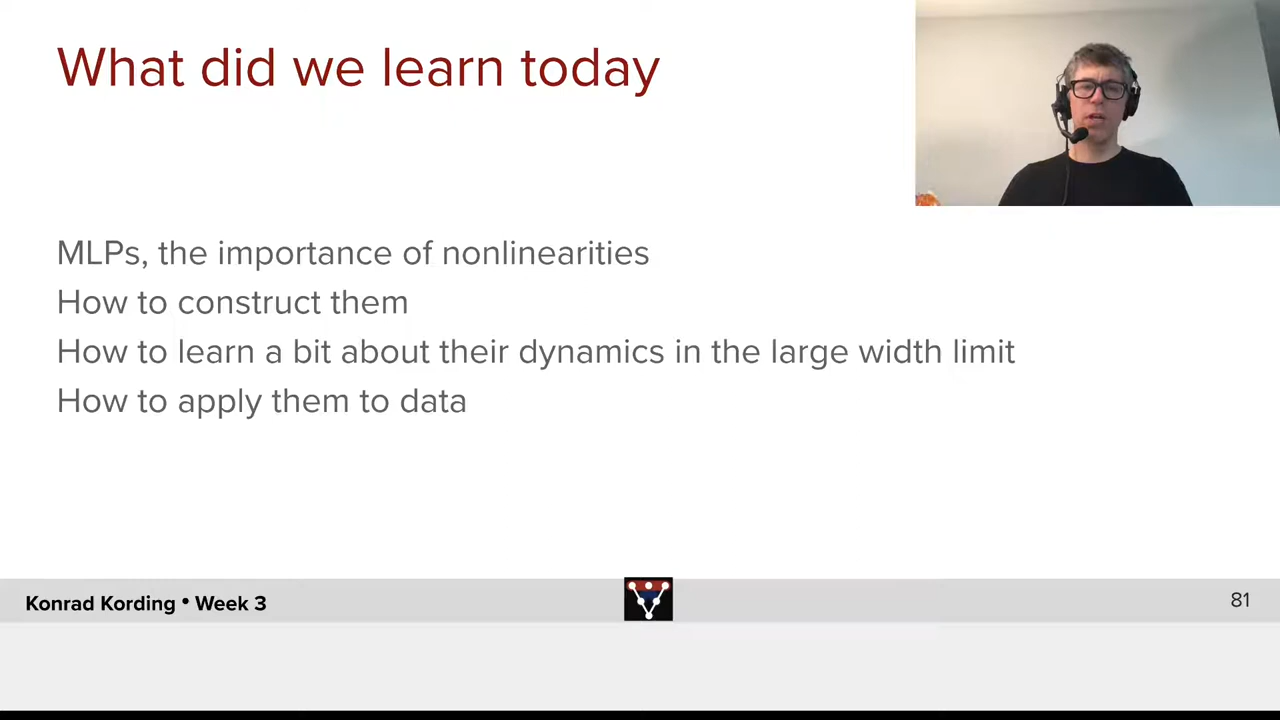 What did we learn today
MLPs, the importance of nonlinearities
How to construct them
How to learn a bit about their dynamics in the large width limit
How to apply them to data
Konrad Kording • Week 3
81